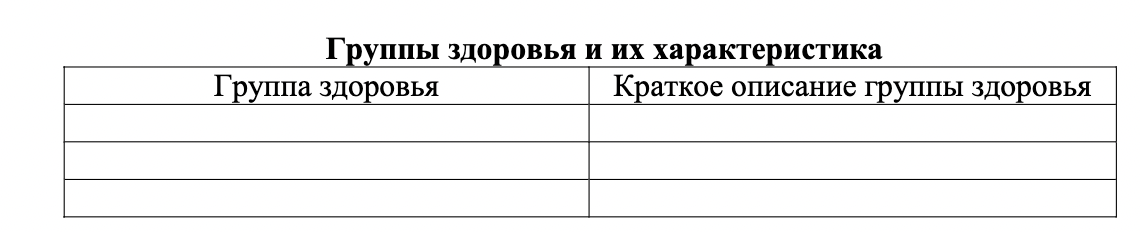 Группы здоровья и их характеристика
Группа здоровья
Краткое описание группы здоровья